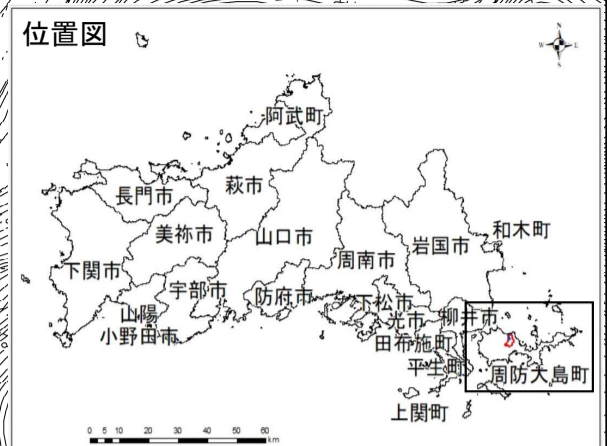 位置図
N
W
E
S
阿武町
萩市
長門市
美祢市
山口市
和木町
岩国市
周南市
下関市
宇部市
防府市
下松市
柳井市
光市
山陽
小野田市
田布施町
平生町
周防大島町
上関町
0 5 10 20 30 40 50 60
km